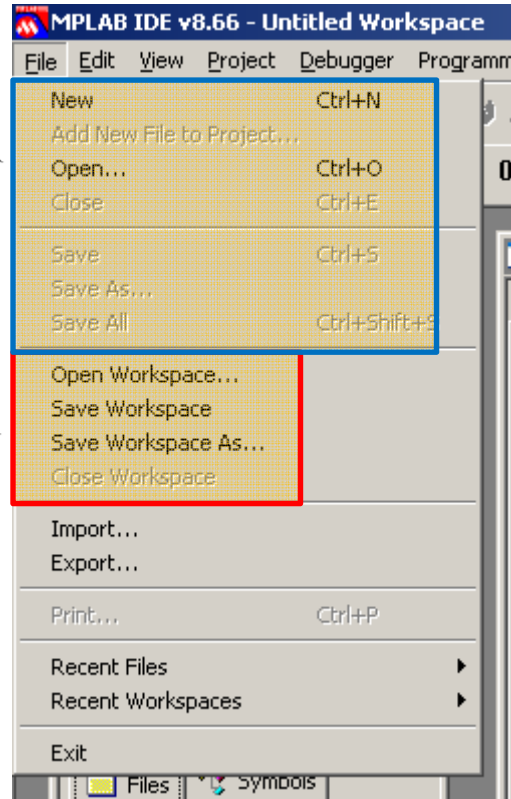 MPLAB IDE v8.66 - Untitled Workspace
File Edit View Project Debugger Programm
New Ctrl+N
Add New File to Project...
Open... Ctrl+O
Close Ctrl+E
Save Ctrl+S
Save As...
Save All Ctrl+Shift+S
Open Workspace...
Save Workspace
Save Workspace As...
Close Workspace
Import...
Export...
Print... Ctrl+P
Recent Files
Recent Workspaces
Exit
Files Symbols